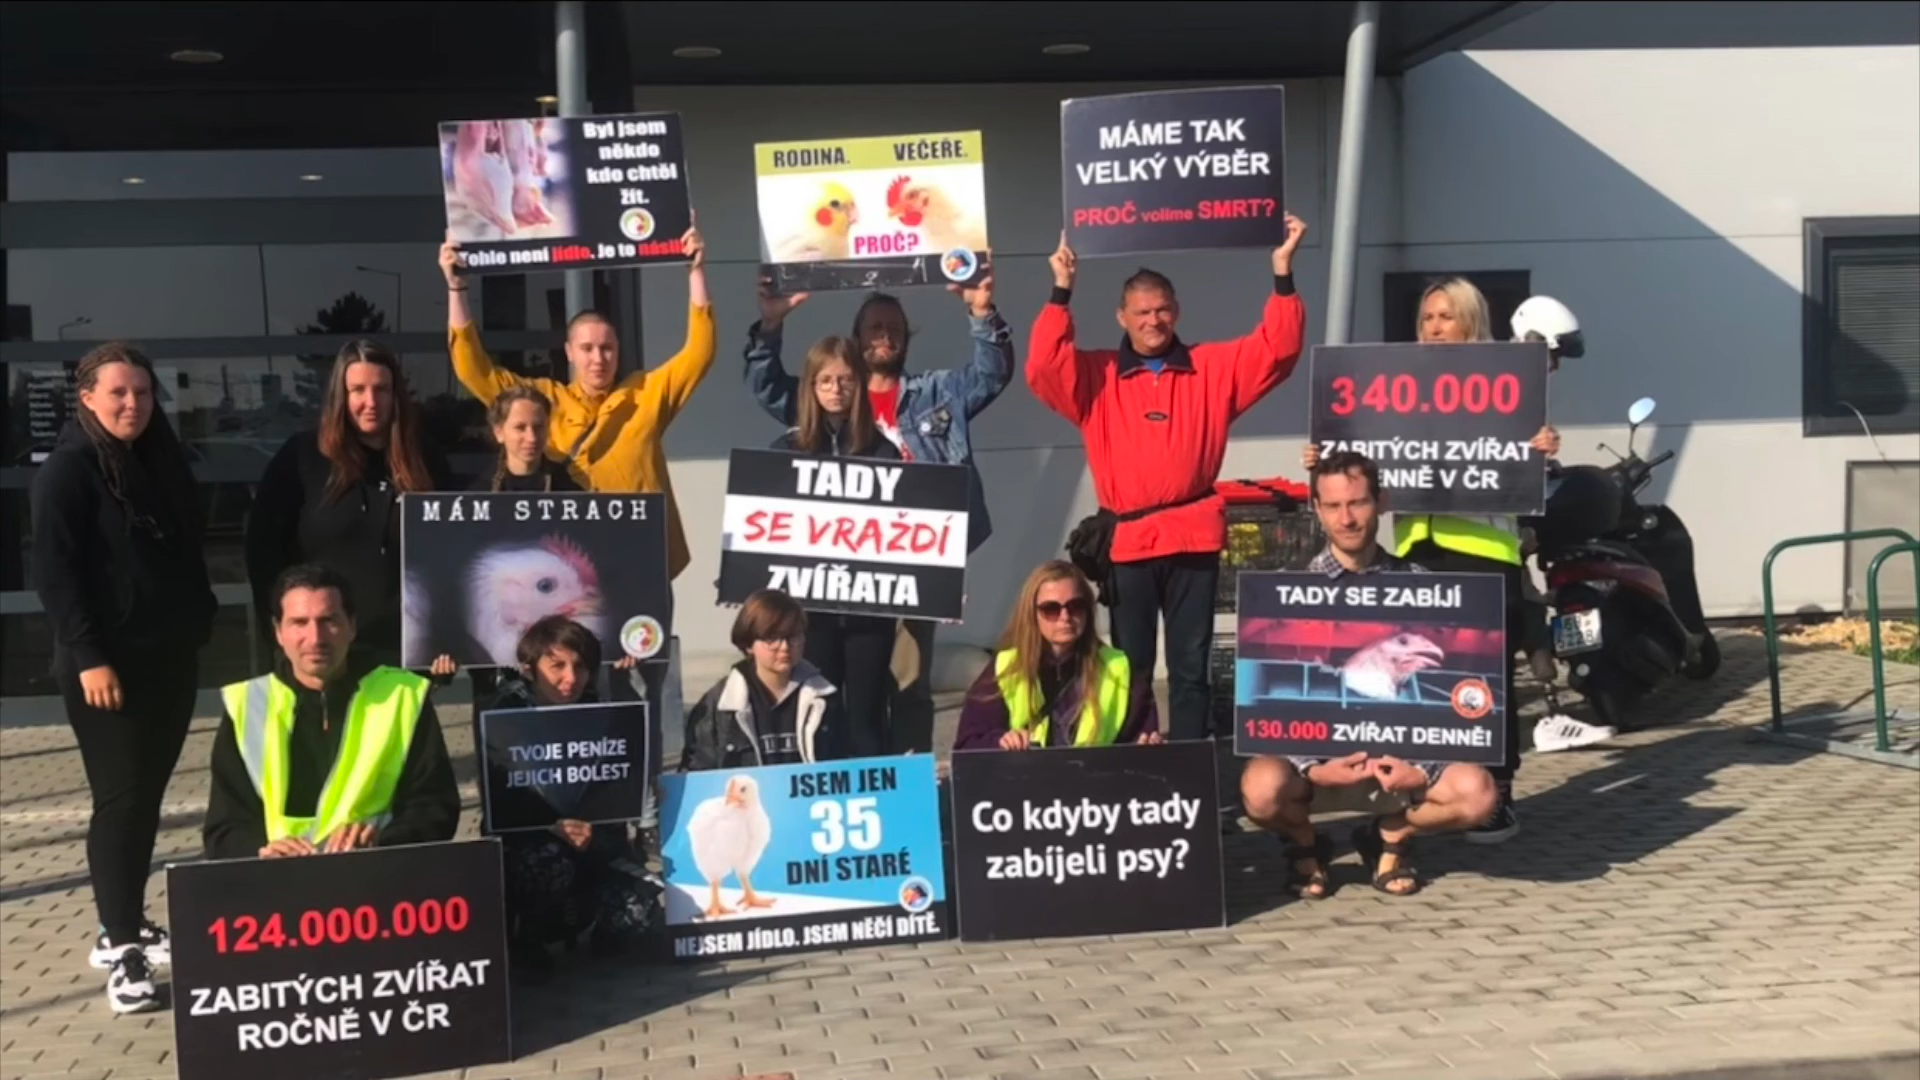 Byl jsem
někdo
kdo chtěl
žít.
Tohle není jídlo. Je to násilí
RODINA. VEČEŘE.
PROČ?
MÁME TAK
VELKÝ VÝBĚR
PROČ volíme SMRT?
340.000
ZABITÝCH ZVÍŘAT
DENNĚ V ČR
MÁM STRACH
TADY
SE VRAŽDÍ
ZVÍŘATA
TADY SE ZABÍJÍ
130.000 ZVÍŘAT DENNĚ!
TVOJE PENÍZE
JEJICH BOLEST
JSEM JEN
35
DNÍ STARÉ
NEJSEM JÍDLO. JSEM NĚČÍ DÍTĚ.
Co kdyby tady
zabíjeli psy?
124.000.000
ZABITÝCH ZVÍŘAT
ROČNĚ V ČR